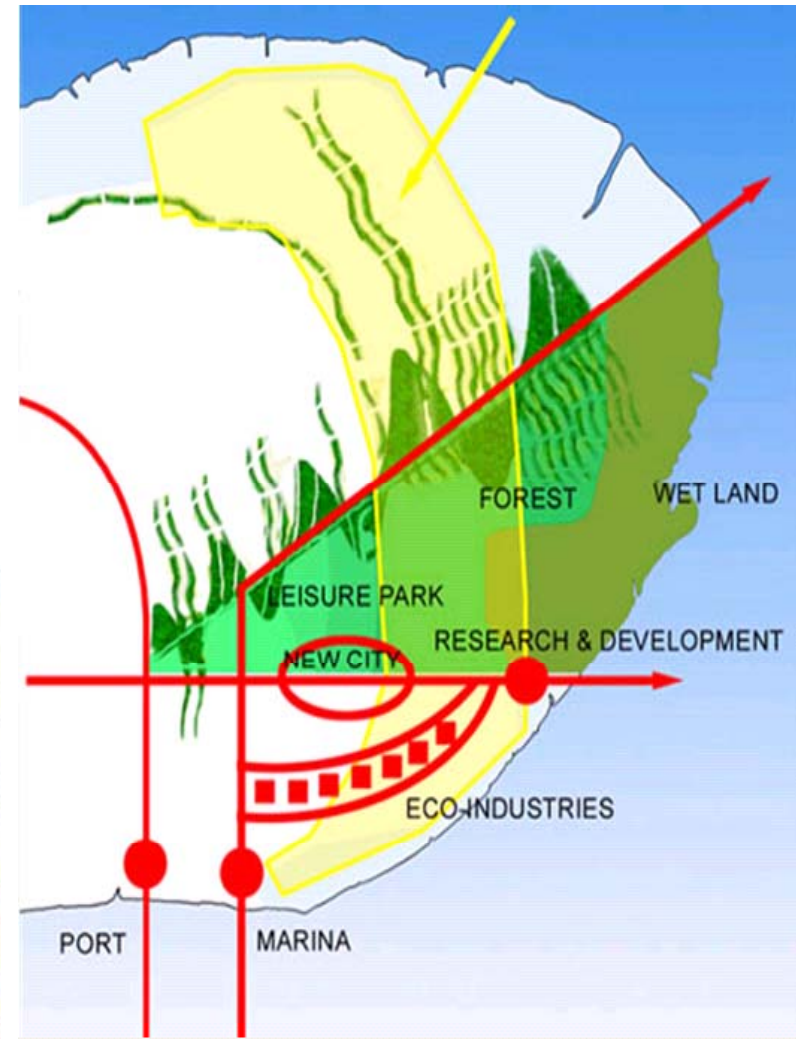 FOREST
WET LAND
LEISURE PARK
RESEARCH & DEVELOPMENT
NEW CITY
ECO-INDUSTRIES
PORT
MARINA